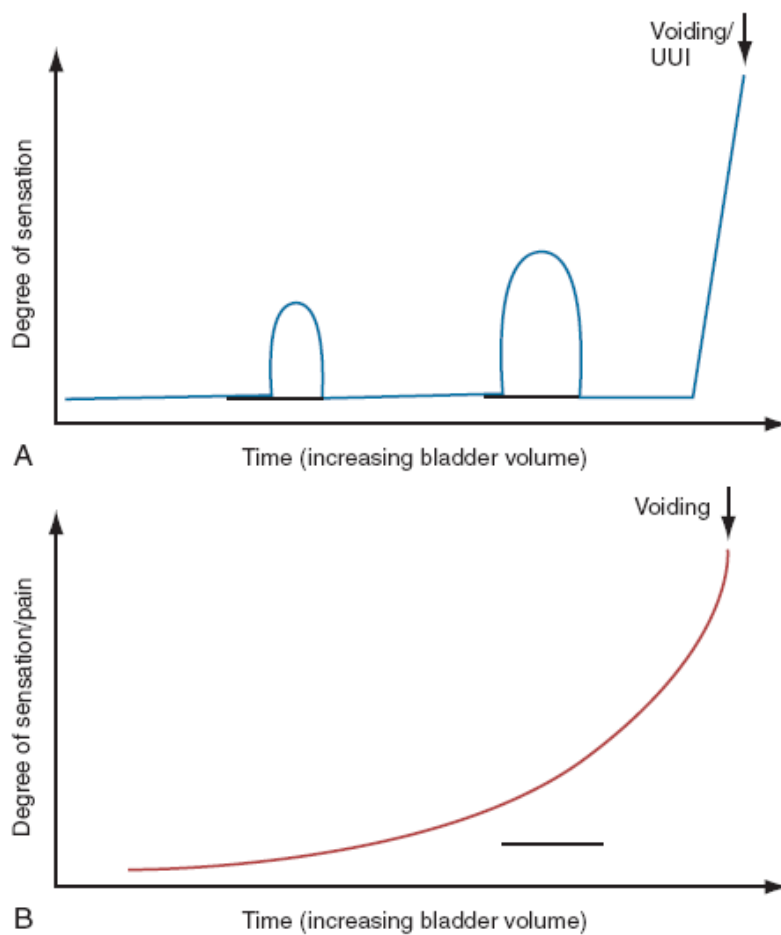 Voiding/
UUI
Degree of sensation
A
Time (increasing bladder volume)
Voiding
Degree of sensation/pain
B
Time (increasing bladder volume)